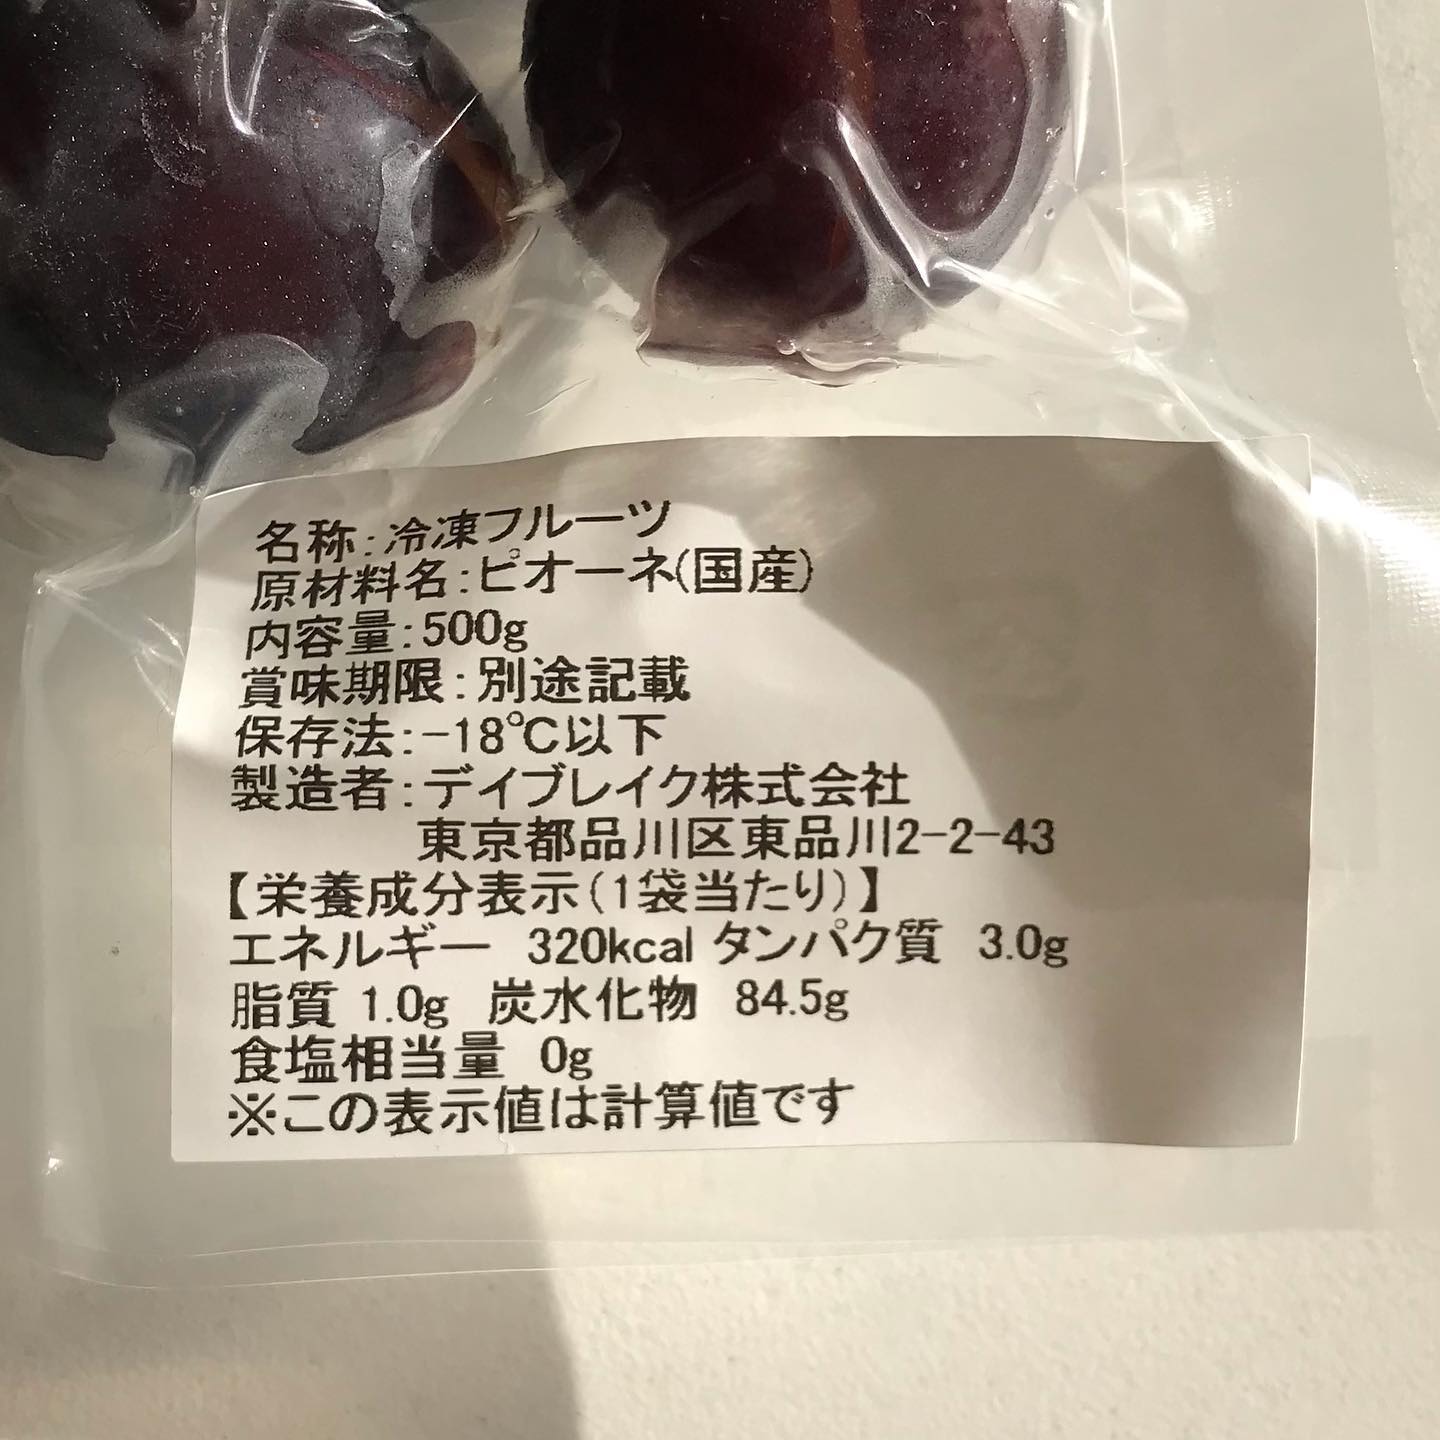 名称:冷凍フルーツ
原材料名:ピオーネ(国産)
内容量:500g
賞味期限:別途記載
保存法:-18℃以下
製造者:デイブレイク株式会社
東京都品川区東品川2-2-43
【栄養成分表示(1袋当たり)】
エネルギー 320kcal タンパク質 3.0g
脂質 1.0g 炭水化物 84.5g
食塩相当量 0g
※この表示値は計算値です